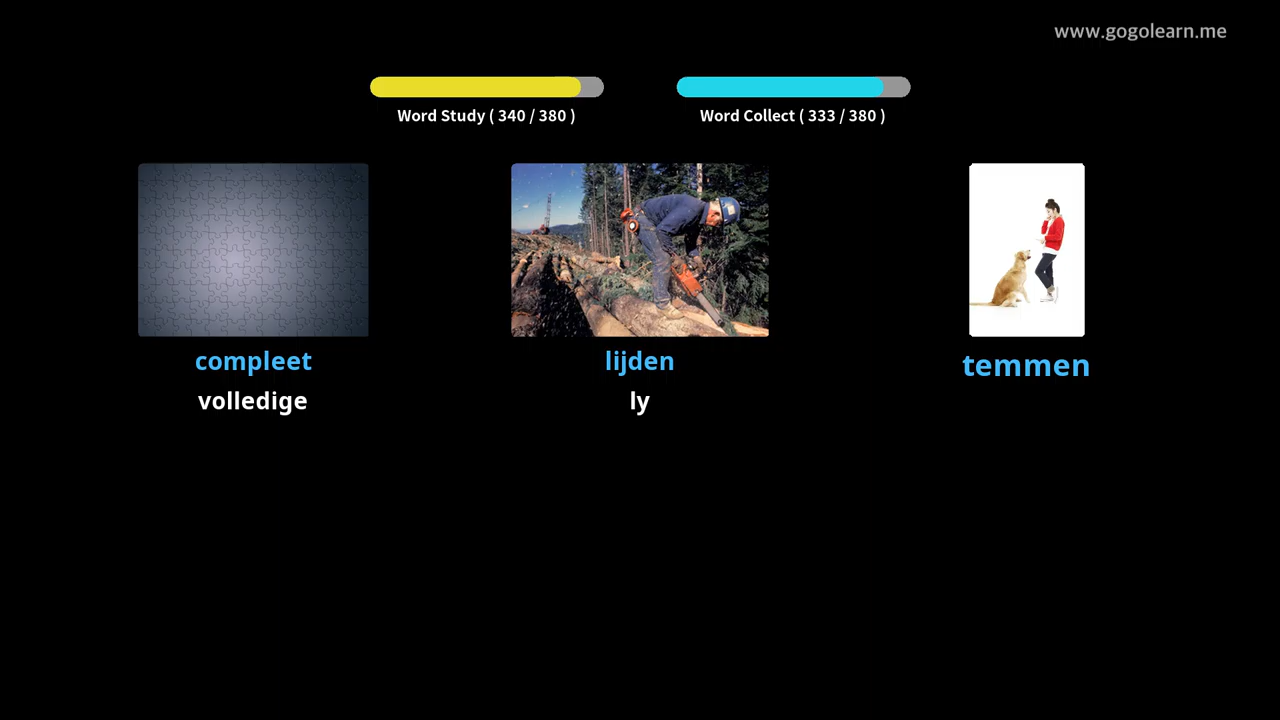 www.gogolearn.me
Word Study ( 340 / 380 )
Word Collect ( 333 / 380 )
compleet
lijden
temmen
volledige
ly